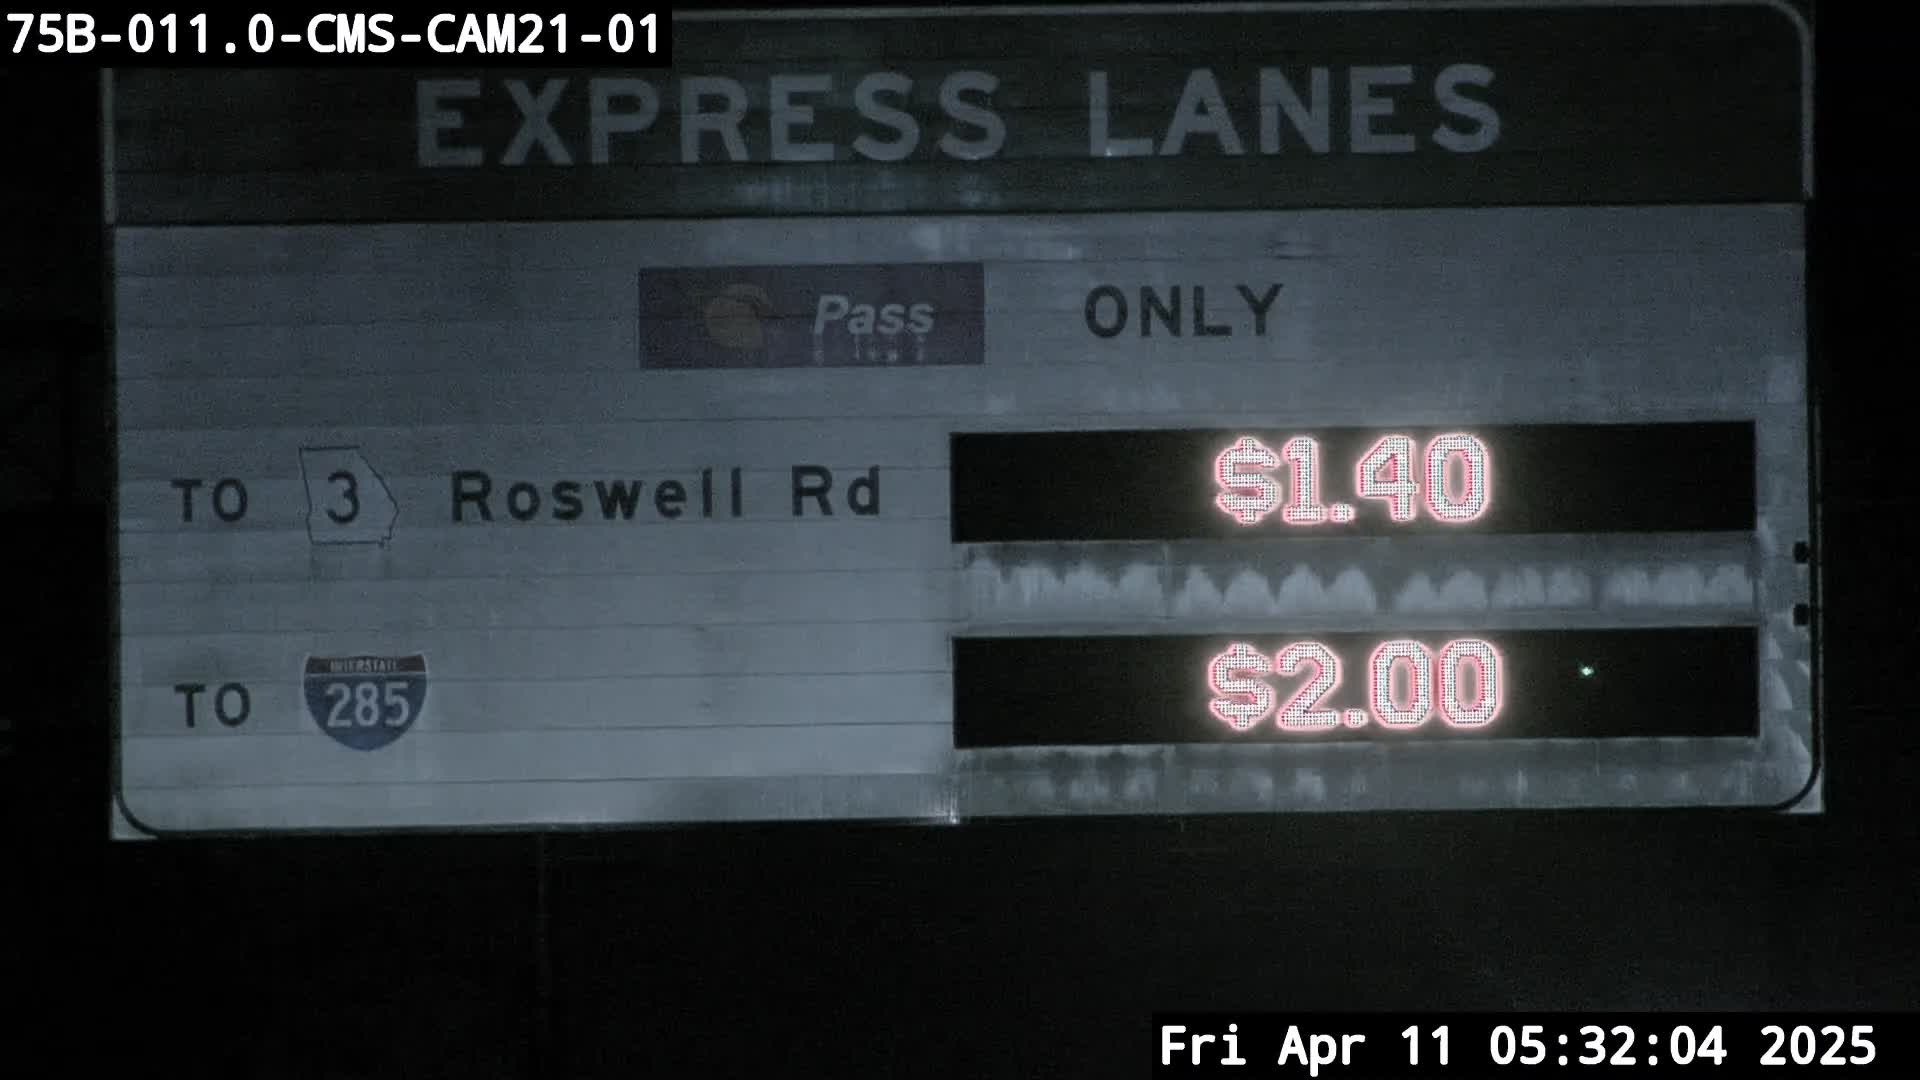 75B-011.0-CMS-CAM21-01
EXPRESS LANES
Pass ONLY
TO 3 Roswell Rd $1.40
INTERSTATE
TO 285 $2.00
Fri Apr 11 05:32:04 2025